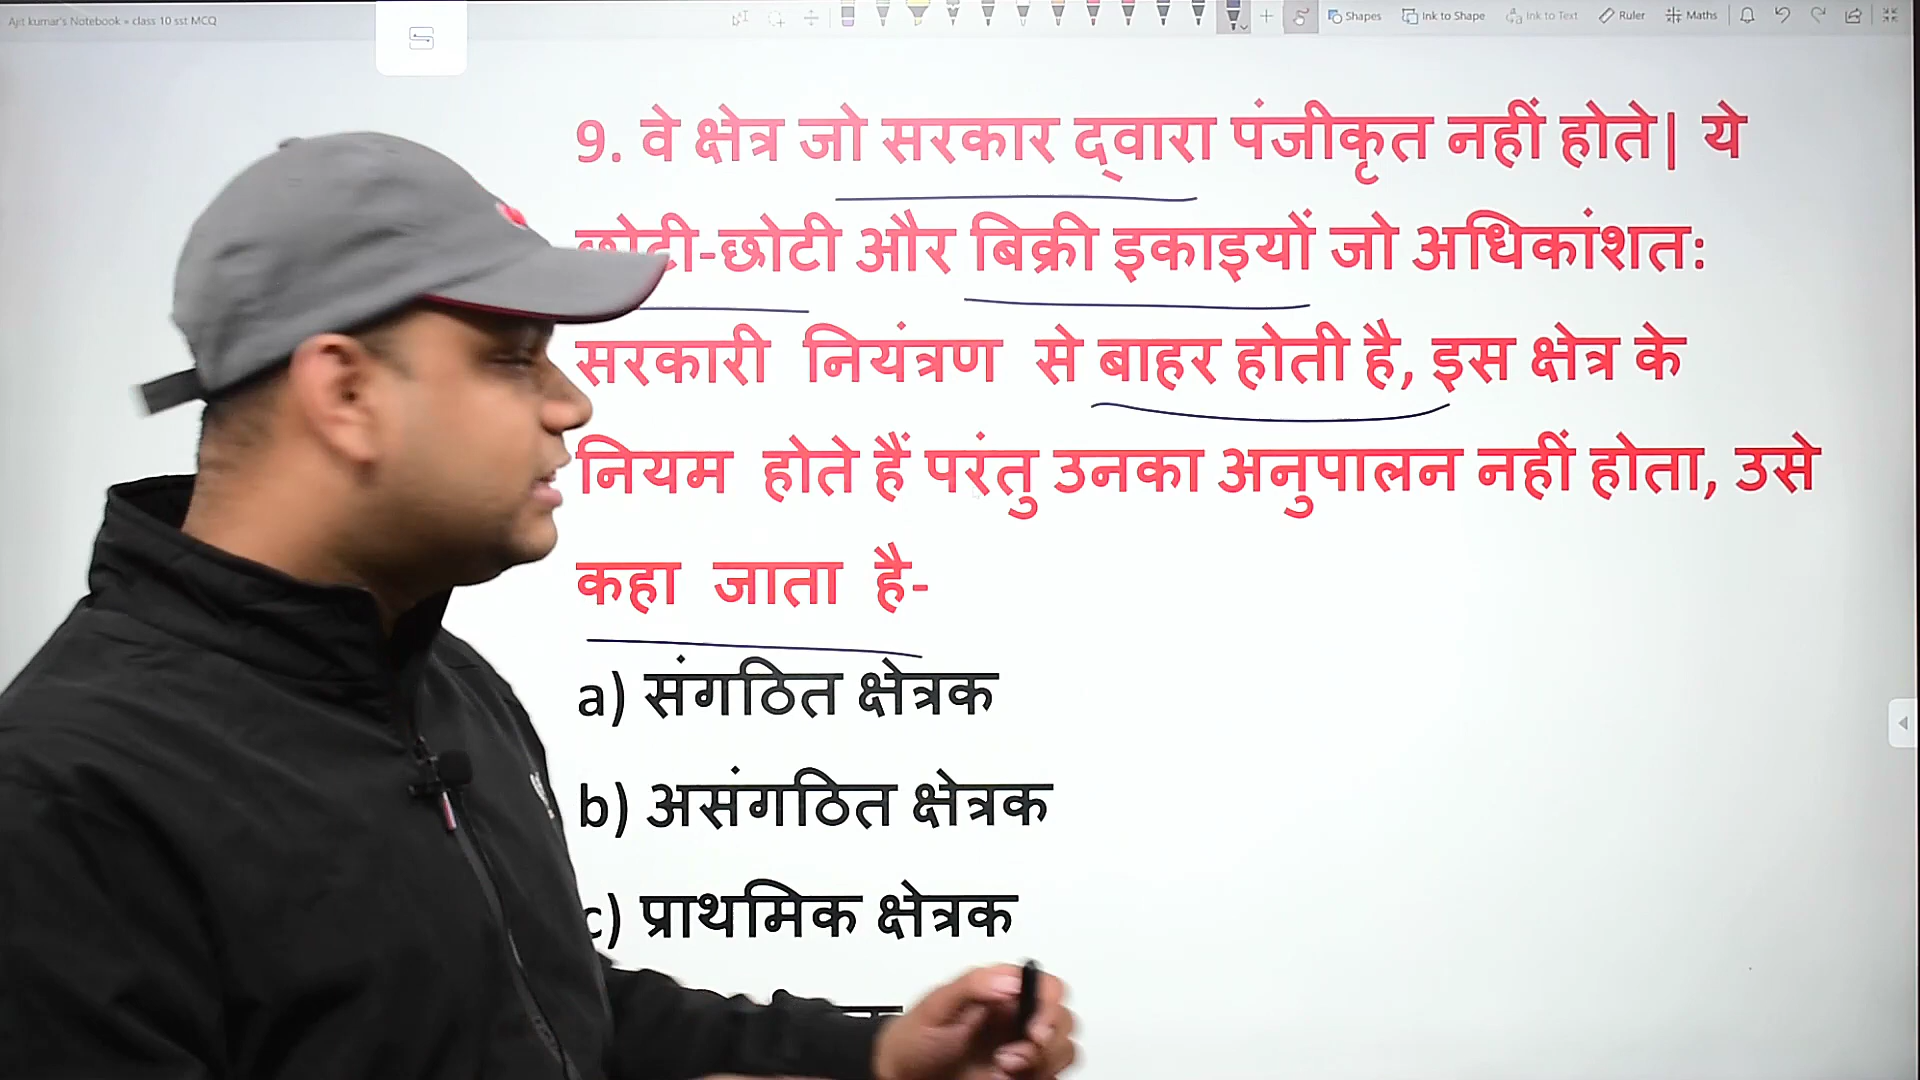 Ajit kumar's Notebook » class 10 sst MCQ
Shapes Ink to Shape Ink to Text Ruler Maths
9. वे क्षेत्र जो सरकार द्वारा पंजीकृत नहीं होते| ये
छोटी-छोटी और बिक्री इकाइयों जो अधिकांशत:
सरकारी नियंत्रण से बाहर होती है, इस क्षेत्र के
नियम होते हैं परंतु उनका अनुपालन नहीं होता, उसे
कहा जाता है-
a) संगठित क्षेत्रक
b) असंगठित क्षेत्रक
c) प्राथमिक क्षेत्रक